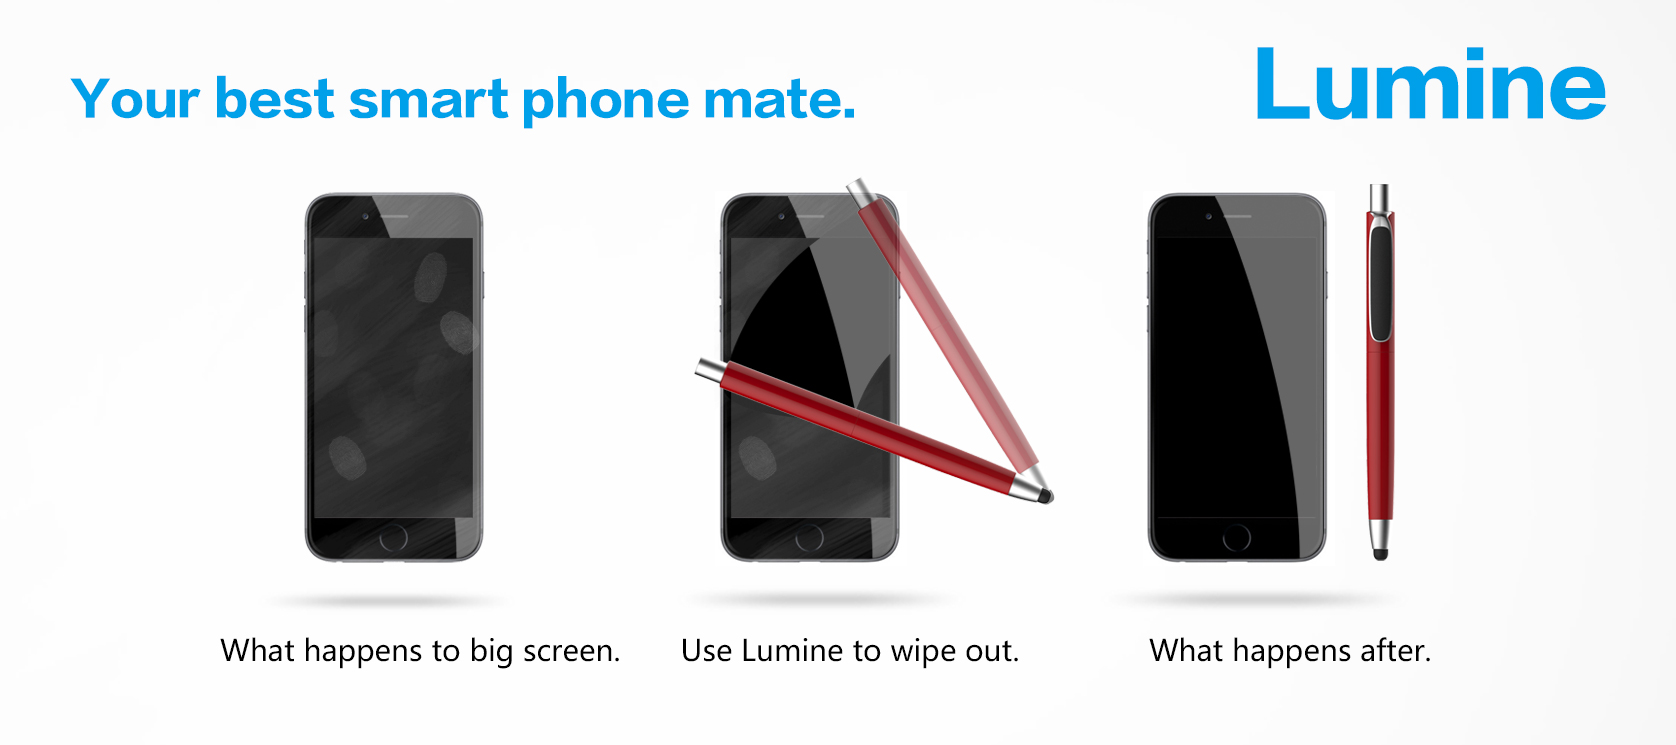 Your best smart phone mate.
Lumine
What happens to big screen.
Use Lumine to wipe out.
What happens after.